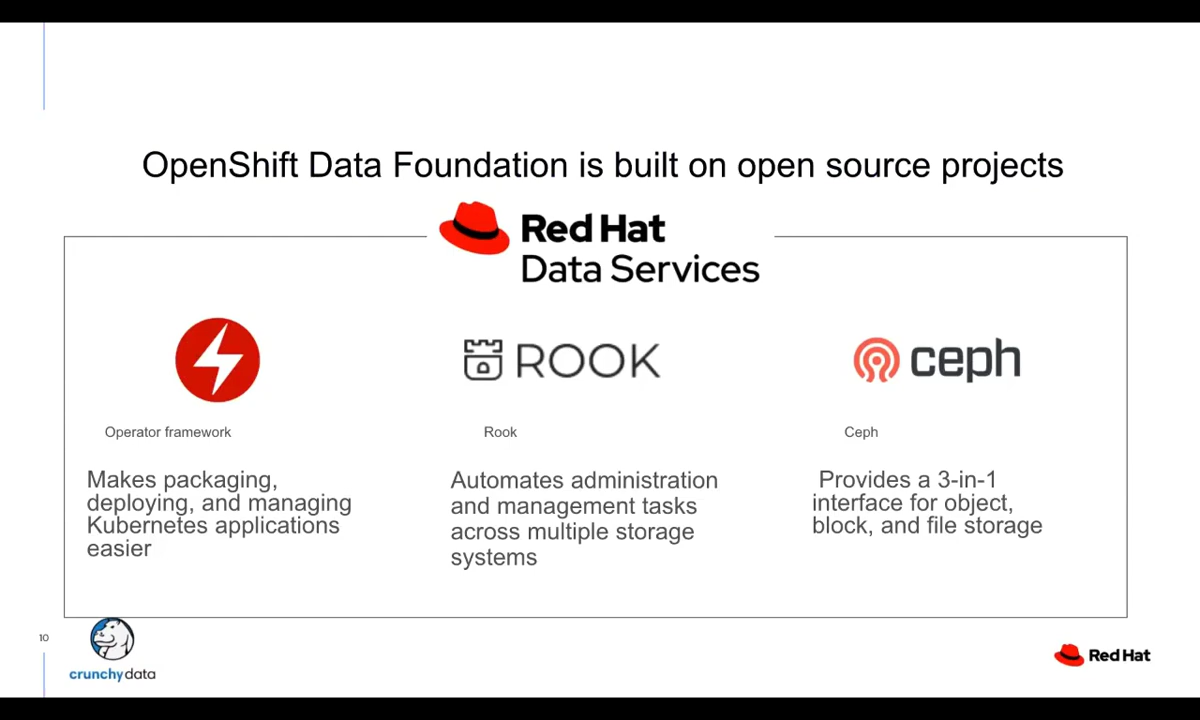 OpenShift Data Foundation is built on open source projects
Red Hat
Data Services
ROOK
ceph
Operator framework
Rook
Ceph
Makes packaging,
deploying, and managing
Kubernetes applications
easier
Automates administration
and management tasks
across multiple storage
systems
Provides a 3-in-1
interface for object,
block, and file storage
10
crunchydata
Red Hat